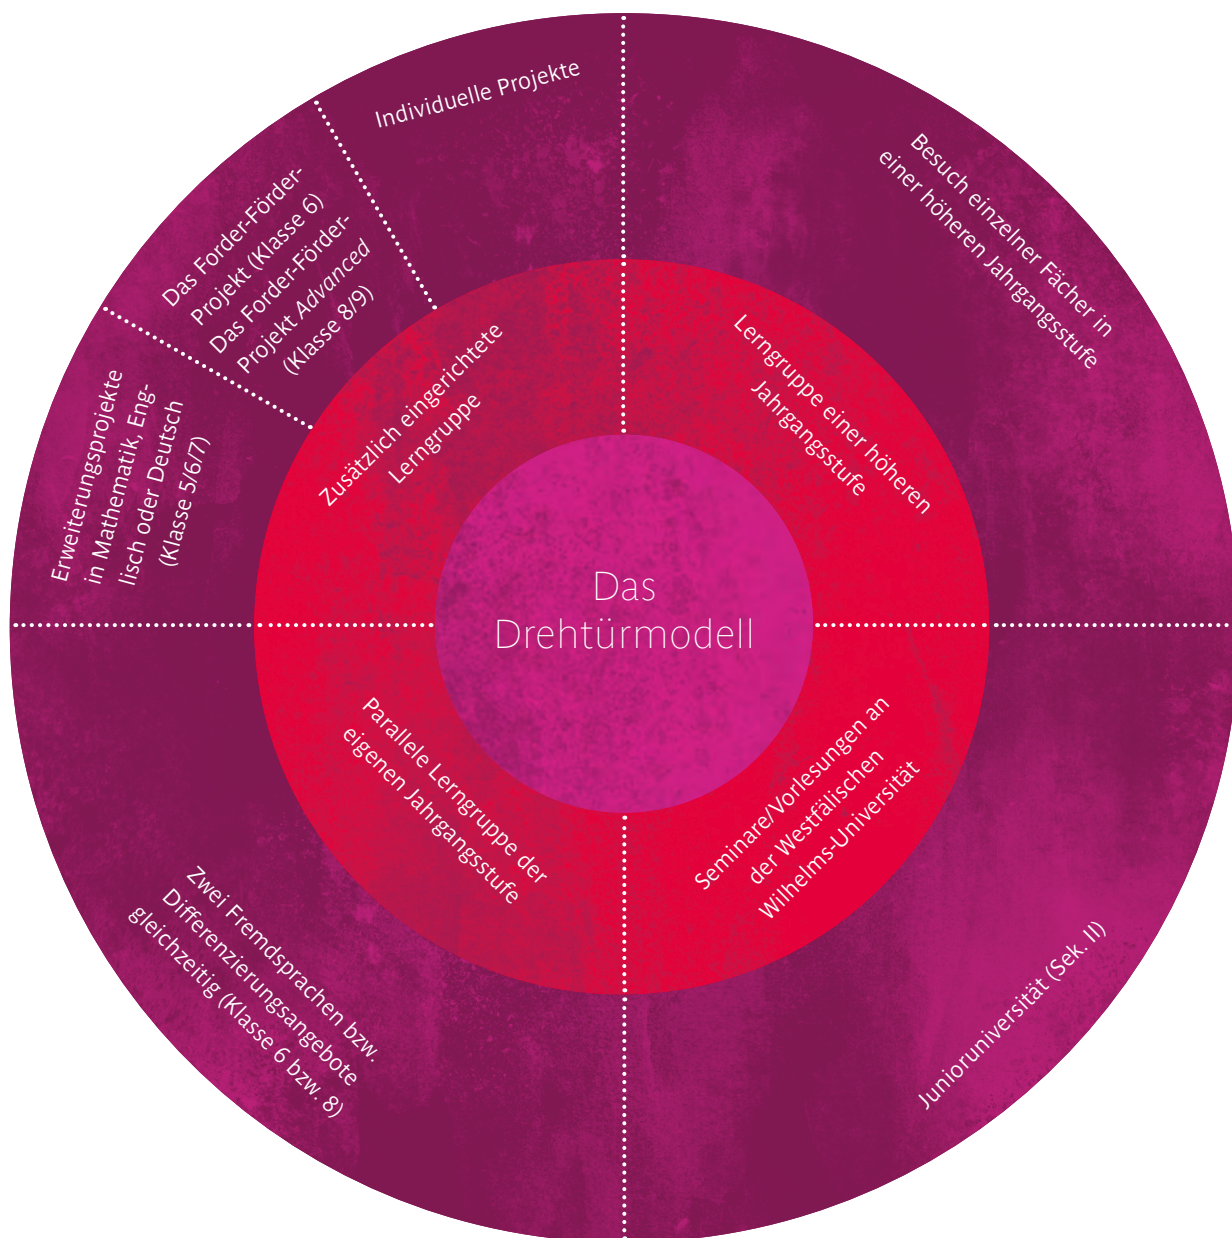 Individuelle Projekte
Das Forder-Förder-
Projekt (Klasse 6)
Das Forder-Förder-
Projekt Advanced
(Klasse 8/9)
Erweiterungsprojekte
in Mathematik, Eng-
lisch oder Deutsch
(Klasse 5/6/7)
Besuch einzelner Fächer in
einer höheren Jahrgangsstufe
Zusätzlich eingerichtete
Lerngruppe
Lerngruppe einer höheren
Jahrgangsstufe
Das
Drehtürmodell
Parallele Lerngruppe der
eigenen Jahrgangsstufe
Seminare/Vorlesungen an
der Westfälischen
Wilhelms-Universität
Zwei Fremdsprachen bzw.
Differenzierungsangebote
gleichzeitig (Klasse 6 bzw. 8)
Junioruniversität (Sek. II)